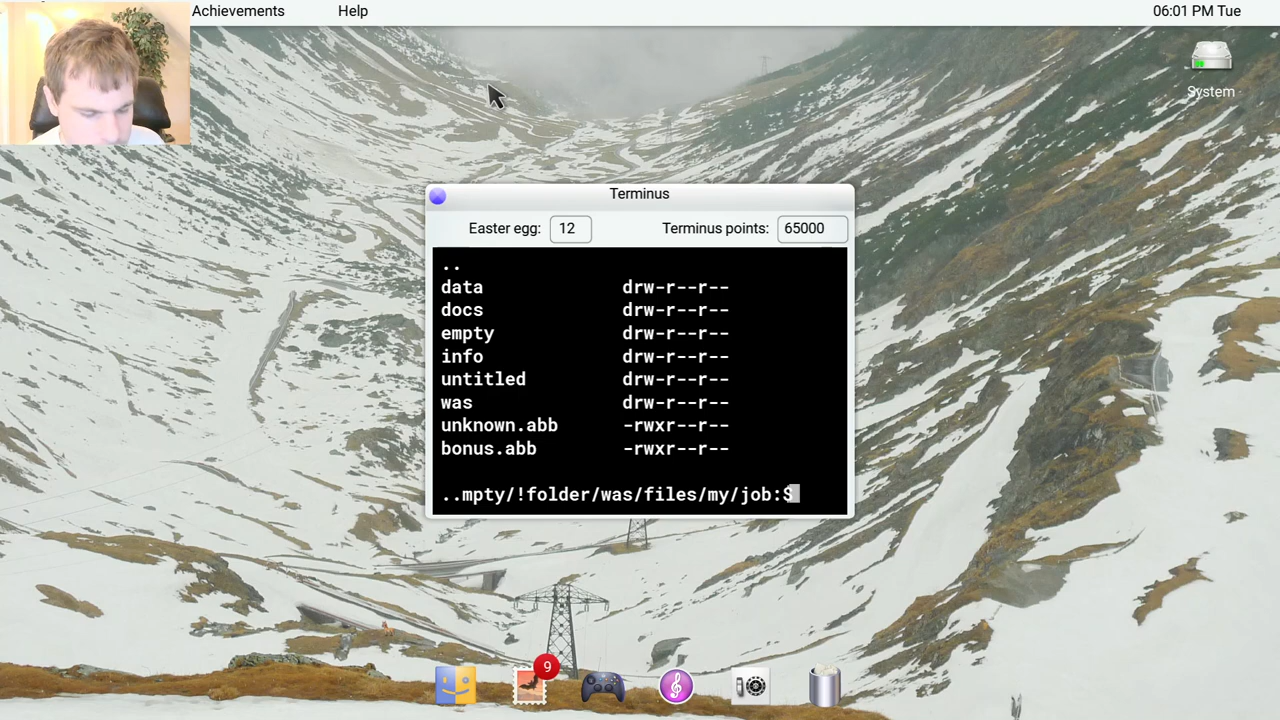 Achievements Help 06:01 PM Tue
System
Terminus
Easter egg: 12 Terminus points: 65000
..
data drw-r--r--
docs drw-r--r--
empty drw-r--r--
info drw-r--r--
untitled drw-r--r--
was drw-r--r--
unknown.abb -rwxr--r--
bonus.abb -rwxr--r--
..mpty/!folder/was/files/my/job:$
9